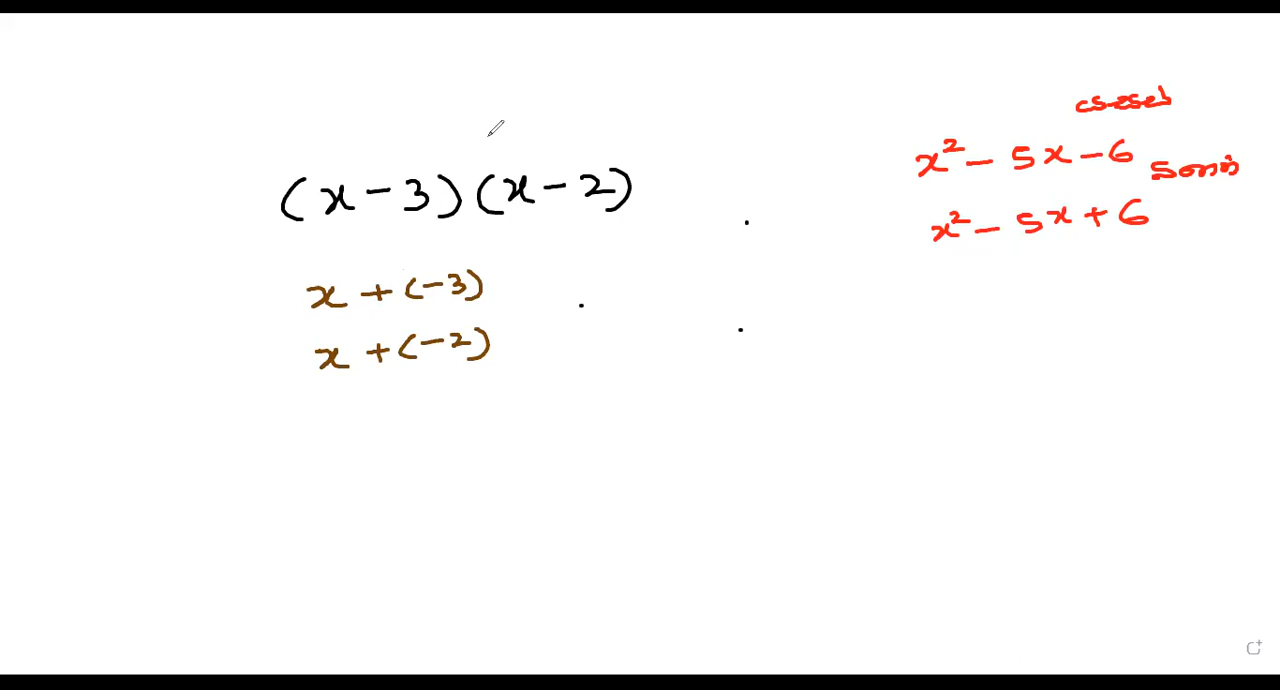 (x - 3) (x - 2)
x + (-3)
x + (-2)
x² - 5x - 6
x² - 5x + 6